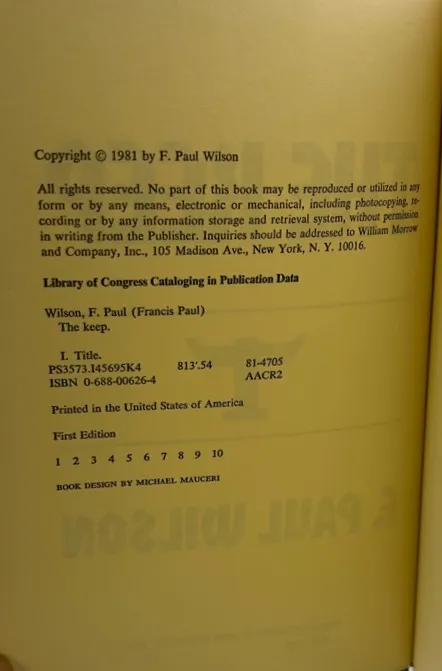 Copyright © 1981 by F. Paul Wilson
All rights reserved. No part of this book may be reproduced or utilized in any
form or by any means, electronic or mechanical, including photocopying, re-
cording or by any information storage and retrieval system, without permission
in writing from the Publisher. Inquiries should be addressed to William Morrow
and Company, Inc., 105 Madison Ave., New York, N. Y. 10016.
Library of Congress Cataloging in Publication Data
Wilson, F. Paul (Francis Paul)
The keep.
I. Title.
PS3573.I45695K4 813'.54 81-4705
ISBN 0-688-00626-4 AACR2
Printed in the United States of America
First Edition
1 2 3 4 5 6 7 8 9 10
BOOK DESIGN BY MICHAEL MAUCERI
F. PAUL WILSON